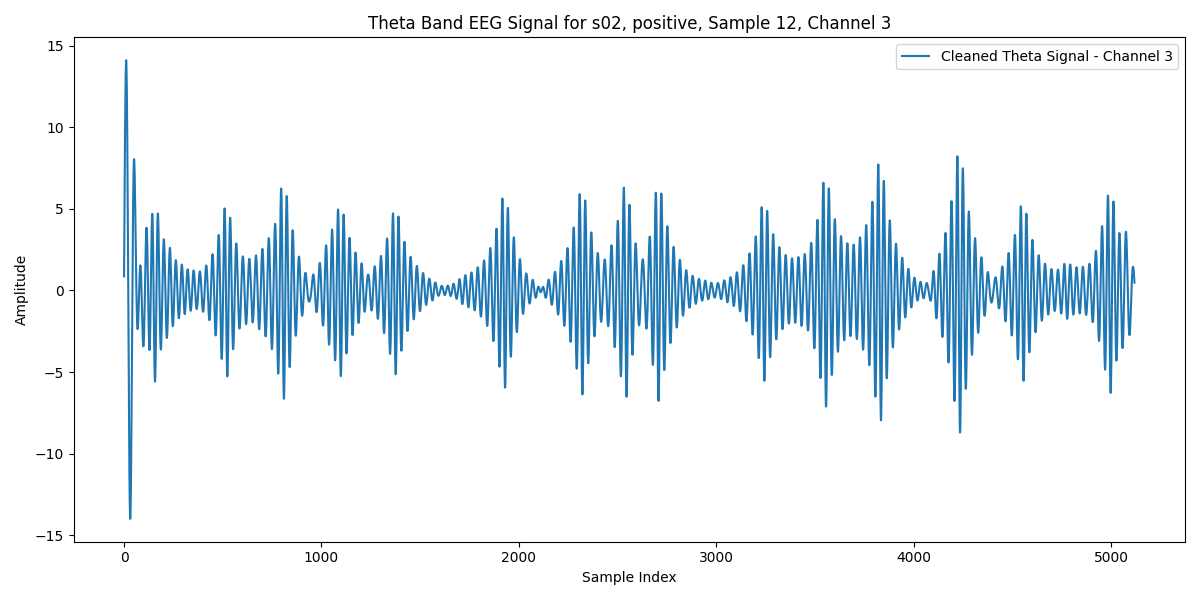 Theta Band EEG Signal for s02, positive, Sample 12, Channel 3
Cleaned Theta Signal - Channel 3
Amplitude
15
10
5
0
−5
−10
−15
0 1000 2000 3000 4000 5000
Sample Index